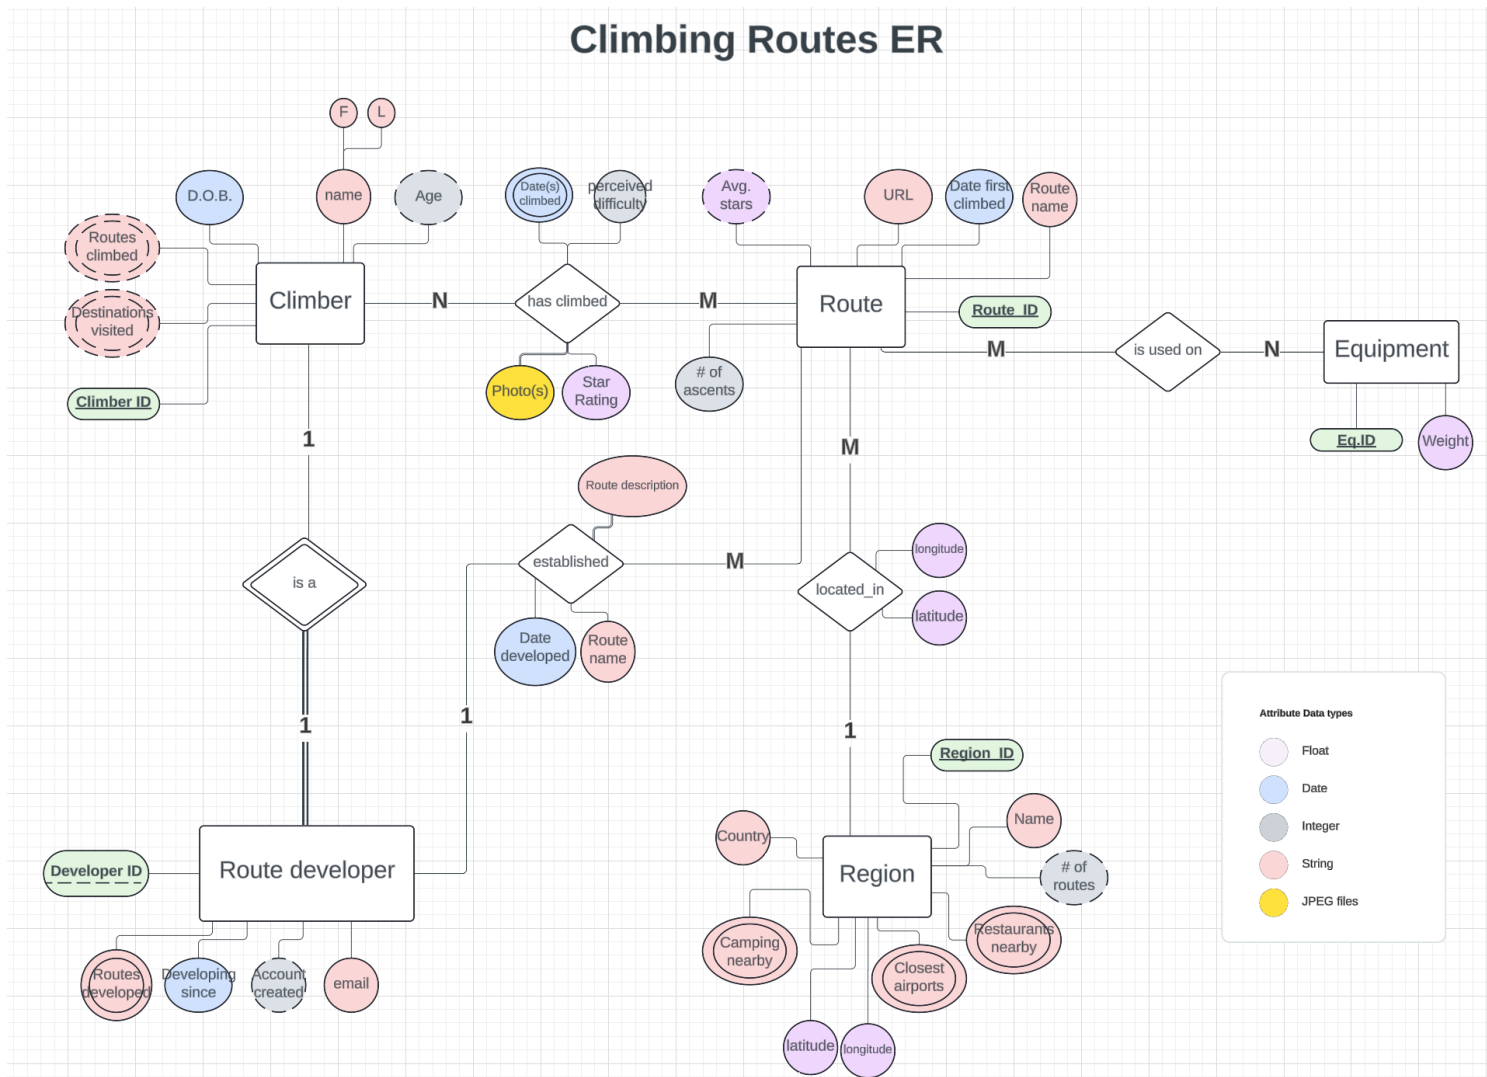 Climbing Routes ER
F
L
D.O.B.
name
Age
Date(s)
climbed
perceived
difficulty
Avg.
stars
URL
Date first
climbed
Route
name
Routes
climbed
Destinations
visited
Climber ID
Climber
N
has climbed
M
Route
Route_ID
Photo(s)
Star
Rating
# of
ascents
M
is used on
N
Equipment
Eq.ID
Weight
1
M
Route description
is a
established
M
located_in
longitude
latitude
Date
developed
Route
name
1
1
1
Region_ID
Developer ID
Route developer
Routes
developed
Developing
since
Account
created
email
Country
Region
Name
# of
routes
Camping
nearby
Closest
airports
Restaurants
nearby
latitude
longitude
Attribute Data types
Float
Date
Integer
String
JPEG files